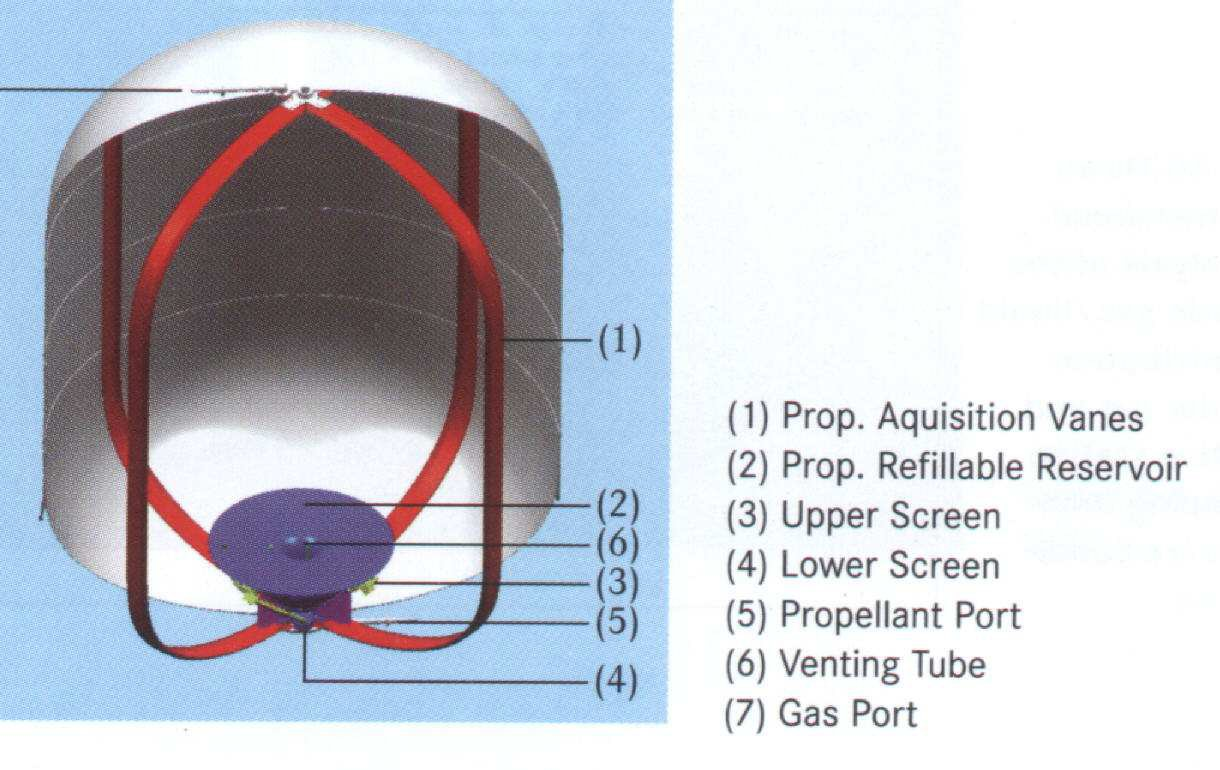 (1)
(2)
(6)
(3)
(5)
(4)
(1) Prop. Aquisition Vanes
(2) Prop. Refillable Reservoir
(3) Upper Screen
(4) Lower Screen
(5) Propellant Port
(6) Venting Tube
(7) Gas Port